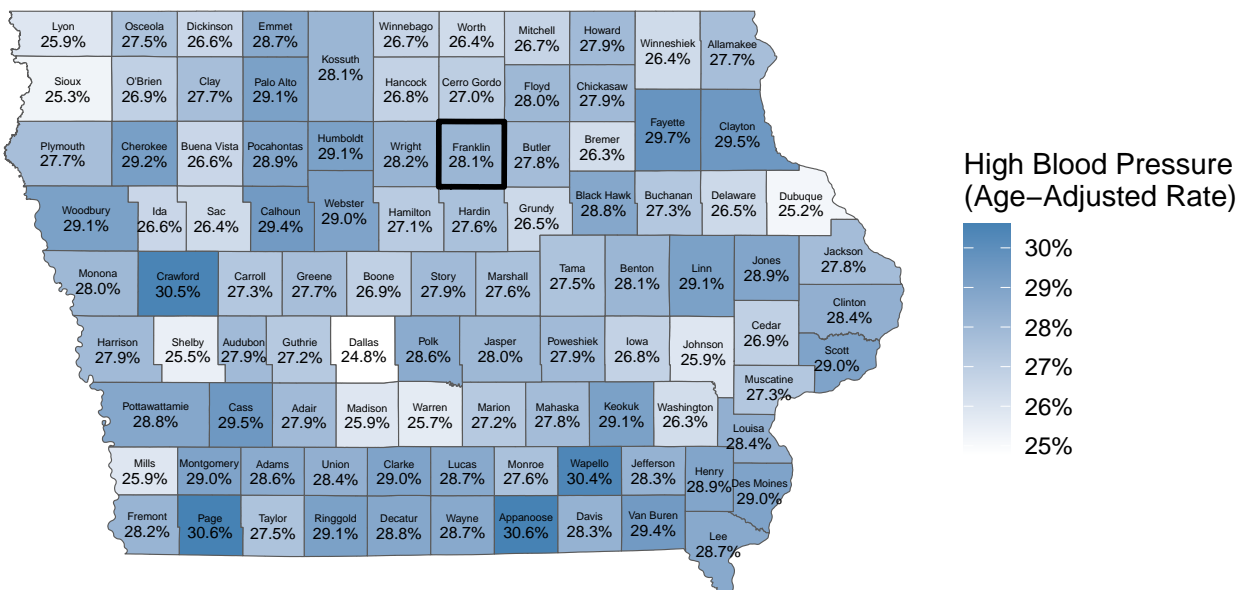 Lyon
25.9%
Osceola
27.5%
Dickinson
26.6%
Emmet
28.7%
Kossuth
28.1%
Winnebago
26.7%
Worth
26.4%
Mitchell
26.7%
Howard
27.9%
Winneshiek
26.4%
Allamakee
27.7%
Sioux
25.3%
O'Brien
26.9%
Clay
27.7%
Palo Alto
29.1%
Hancock
26.8%
Cerro Gordo
27.0%
Floyd
28.0%
Chickasaw
27.9%
Fayette
29.7%
Clayton
29.5%
Plymouth
27.7%
Cherokee
29.2%
Buena Vista
26.6%
Pocahontas
28.9%
Humboldt
29.1%
Wright
28.2%
Franklin
28.1%
Butler
27.8%
Bremer
26.3%
Woodbury
29.1%
Ida
26.6%
Sac
26.4%
Calhoun
29.4%
Webster
29.0%
Hamilton
27.1%
Hardin
27.6%
Grundy
26.5%
Black Hawk
28.8%
Buchanan
27.3%
Delaware
26.5%
Dubuque
25.2%
Monona
28.0%
Crawford
30.5%
Carroll
27.3%
Greene
27.7%
Boone
26.9%
Story
27.9%
Marshall
27.6%
Tama
27.5%
Benton
28.1%
Linn
29.1%
Jones
28.9%
Jackson
27.8%
Clinton
28.4%
Harrison
27.9%
Shelby
25.5%
Audubon
27.9%
Guthrie
27.2%
Dallas
24.8%
Polk
28.6%
Jasper
28.0%
Poweshiek
27.9%
Iowa
26.8%
Johnson
25.9%
Cedar
26.9%
Scott
29.0%
Muscatine
27.3%
Pottawattamie
28.8%
Cass
29.5%
Adair
27.9%
Madison
25.9%
Warren
25.7%
Marion
27.2%
Mahaska
27.8%
Keokuk
29.1%
Washington
26.3%
Louisa
28.4%
Mills
25.9%
Montgomery
29.0%
Adams
28.6%
Union
28.4%
Clarke
29.0%
Lucas
28.7%
Monroe
27.6%
Wapello
30.4%
Jefferson
28.3%
Henry
28.9%
Des Moines
29.0%
Fremont
28.2%
Page
30.6%
Taylor
27.5%
Ringgold
29.1%
Decatur
28.8%
Wayne
28.7%
Appanoose
30.6%
Davis
28.3%
Van Buren
29.4%
Lee
28.7%
High Blood Pressure
(Age−Adjusted Rate)
30%
29%
28%
27%
26%
25%